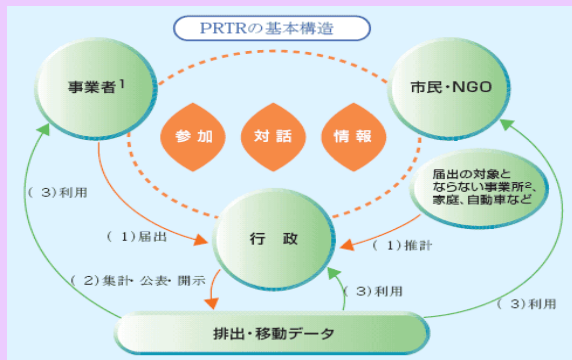 PRTRの基本構造
事業者1
市民・NGO
参加
対話
情報
届出の対象と
ならない事業所2、
家庭、自動車など
(3)利用
(1)届出
行 政
(1)推計
(2)集計・公表・開示
(3)利用
(3)利用
排出・移動データ